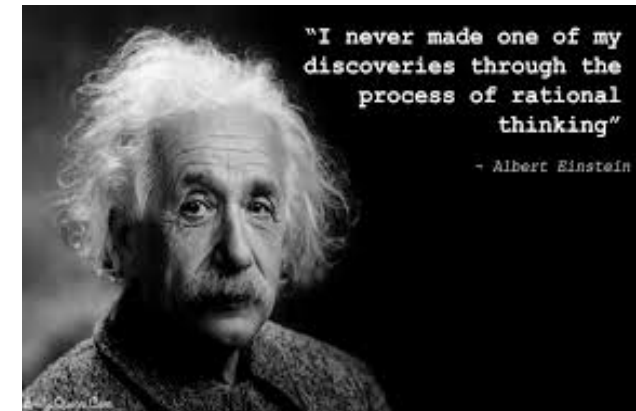 "I never made one of my
discoveries through the
process of rational
thinking"
- Albert Einstein